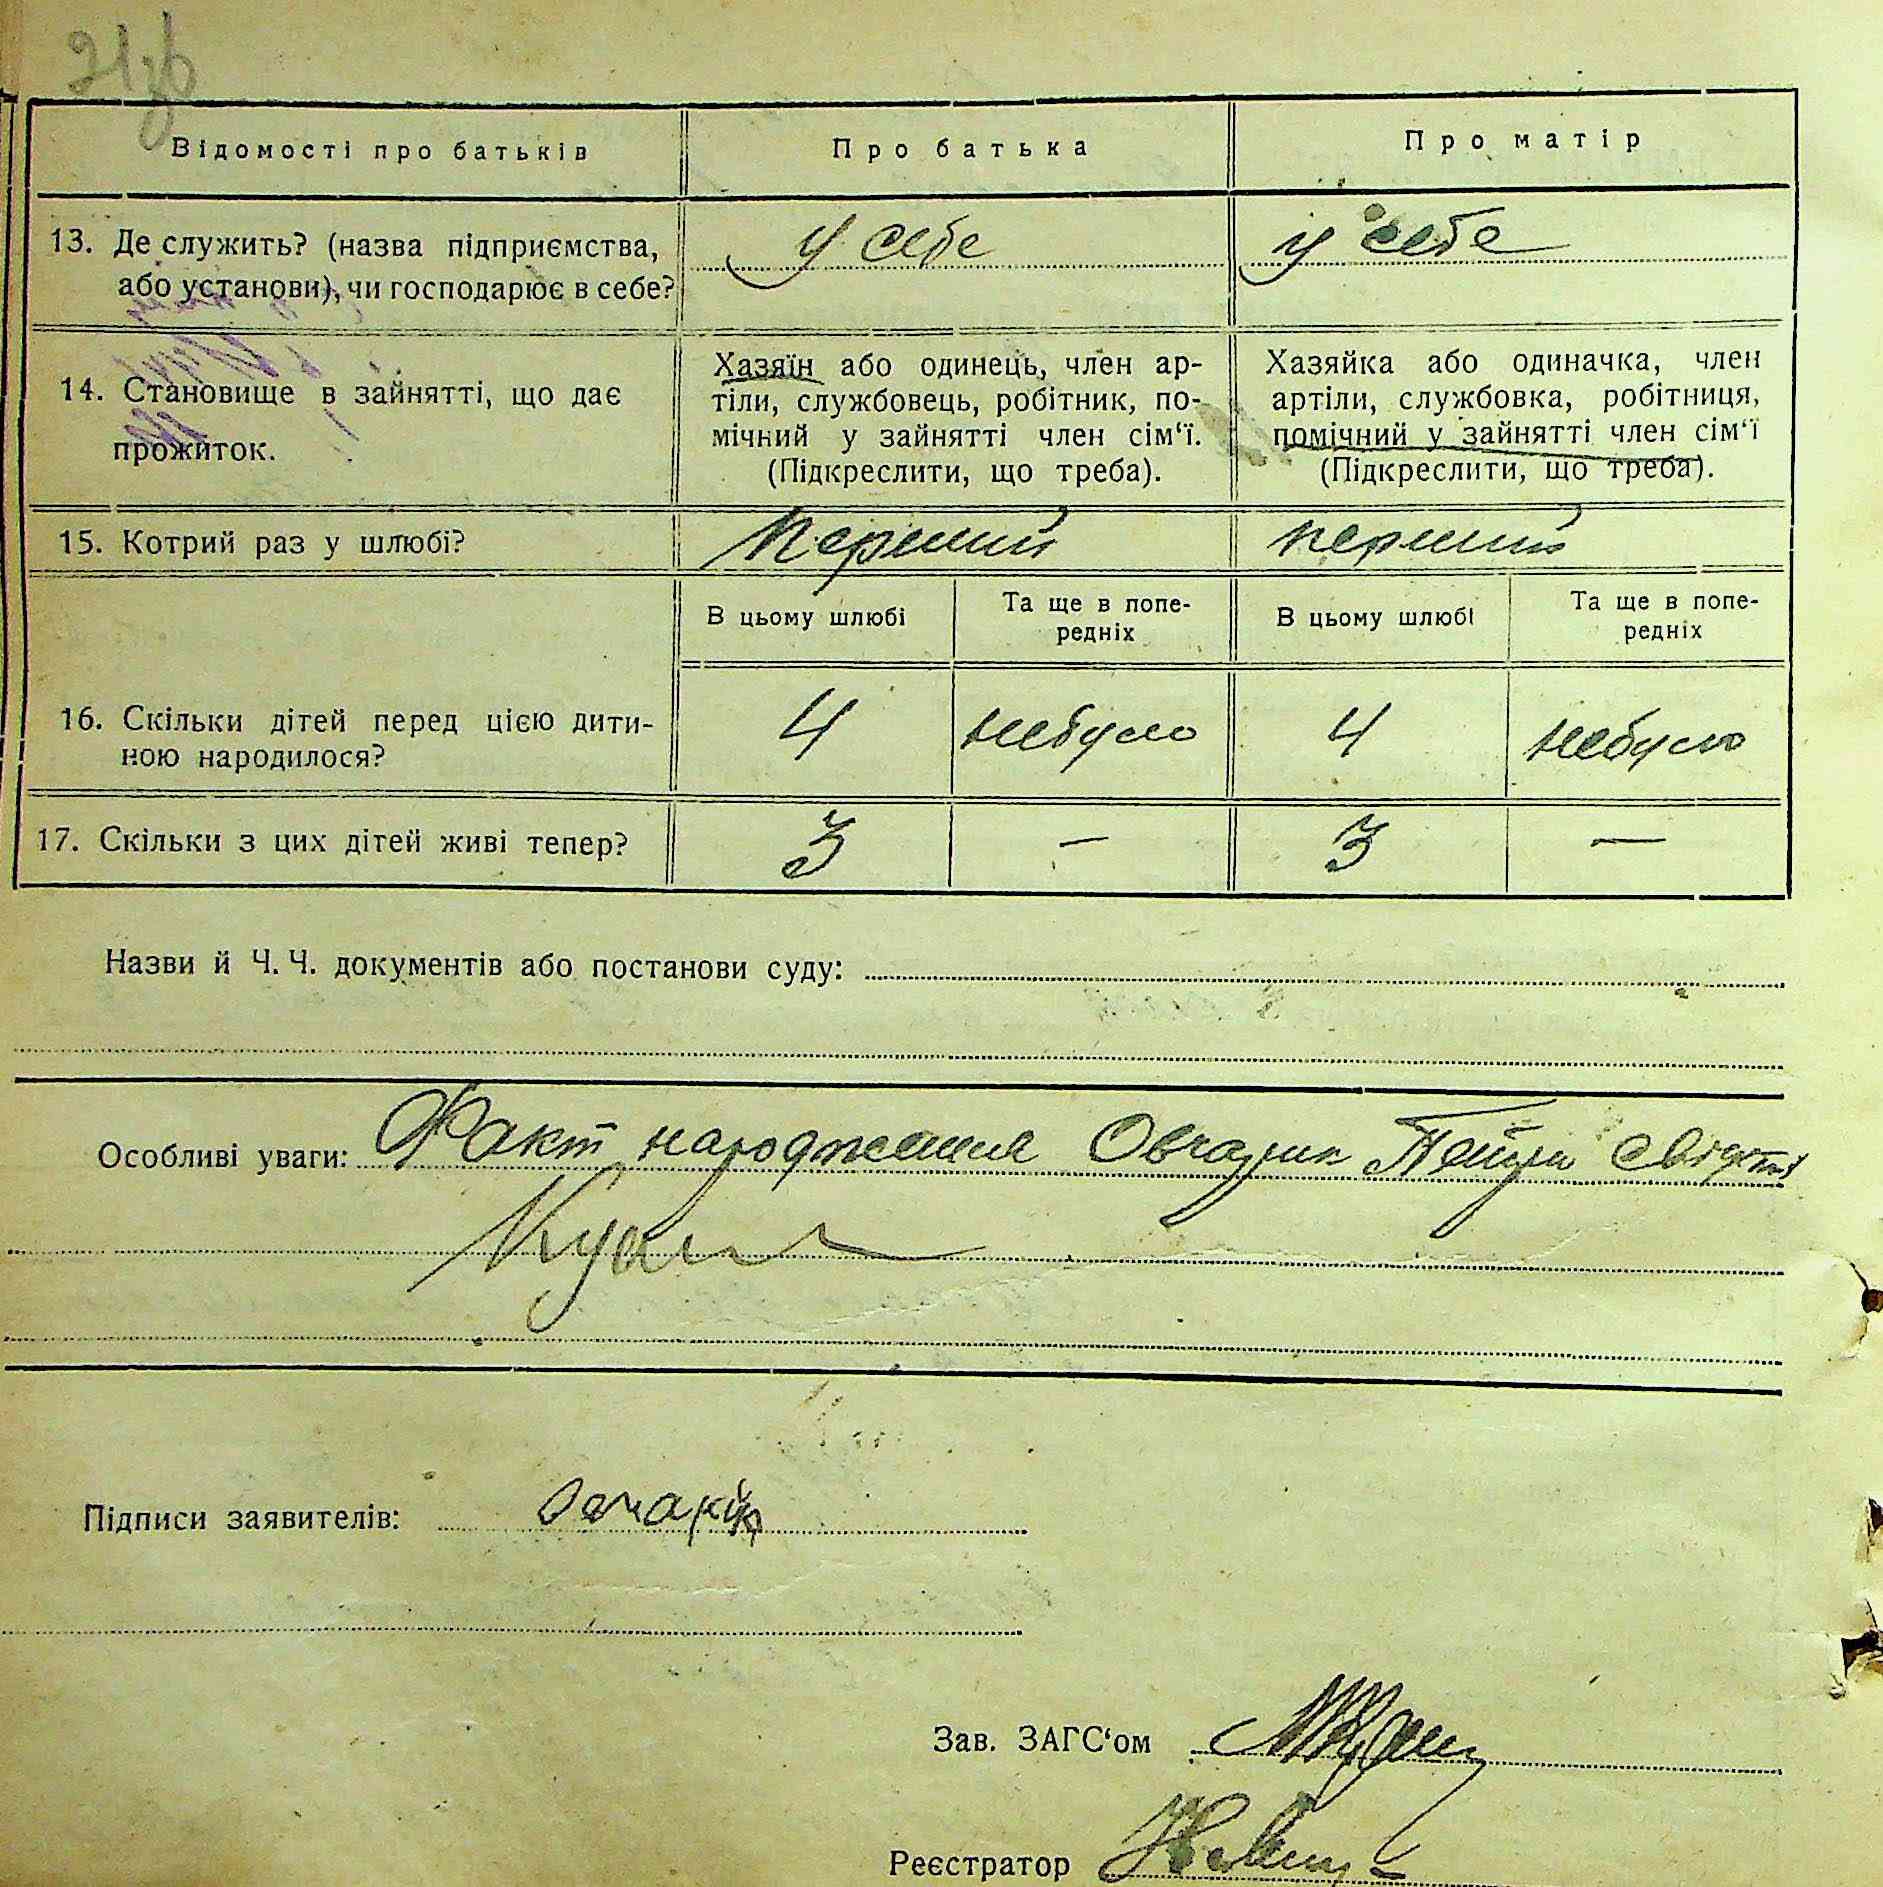 Відомості про батьків Про батька Про матір
13. Де служить? (назва підприємства, у себе у себе
або установи), чи господарює в себе?
14. Становище в зайнятті, що дає
прожиток.
Хазяїн або одинець, член ар-
тіли, службовець, робітник, по-
мічний у зайнятті член сім‘ї.
(Підкреслити, що треба).
Хазяйка або одиначка, член
артіли, службовка, робітниця,
помічний у зайнятті член сім‘ї
(Підкреслити, що треба).
15. Котрий раз у шлюбі? Перший перший
В цьому шлюбі Та ще в попе-
редніх
В цьому шлюбі Та ще в попе-
редніх
16. Скільки дітей перед цією дити-
ною народилося?
4 небуло 4 небуло
17. Скільки з цих дітей живі тепер? 3 — 3 —
Назви й Ч. Ч. документів або постанови суду:
Особливі уваги: Факт народження
Підписи заявителів:
Зав. ЗАГС‘ом
Реєстратор